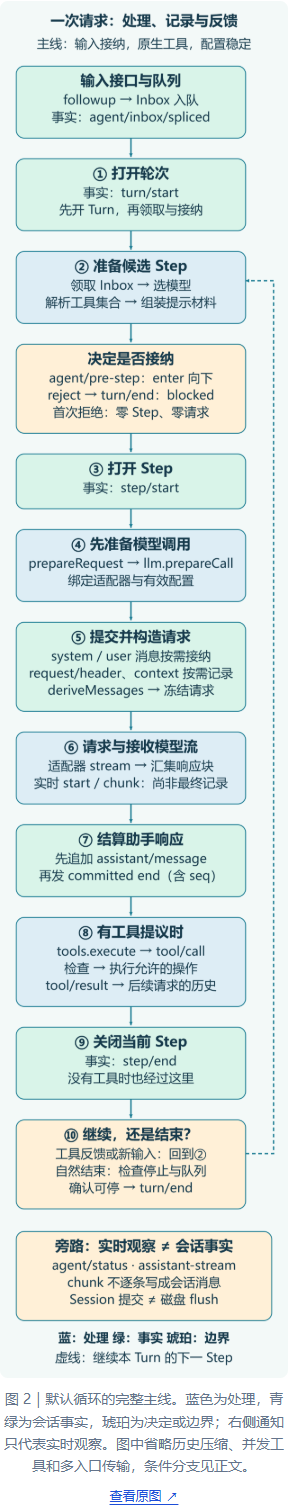 一次请求：处理、记录与反馈
主线：输入接纳，原生工具，配置稳定
输入接口与队列
followup → Inbox 入队
事实：agent/inbox/spliced
① 打开轮次
事实：turn/start
先开 Turn，再领取与接纳
② 准备候选 Step
领取 Inbox → 选模型
解析工具集合 → 组装提示材料
决定是否接纳
agent/pre-step：enter 向下
reject → turn/end：blocked
首次拒绝：零 Step、零请求
③ 打开 Step
事实：step/start
④ 先准备模型调用
prepareRequest → llm.prepareCall
绑定适配器与有效配置
⑤ 提交并构造请求
system / user 消息按需接纳
request/header、context 按需记录
deriveMessages → 冻结请求
⑥ 请求与接收模型流
适配器 stream → 汇集响应块
实时 start / chunk：尚非最终记录
⑦ 结算助手响应
先追加 assistant/message
再发 committed end（含 seq）
⑧ 有工具提议时
tools.execute → tool/call
检查 → 执行允许的操作
tool/result → 后续请求的历史
⑨ 关闭当前 Step
事实：step/end
没有工具时也经过这里
⑩ 继续，还是结束？
工具反馈或新输入：回到②
自然结束：检查停止与队列
确认可停 → turn/end
旁路：实时观察 ≠ 会话事实
agent/status · assistant-stream
chunk 不逐条写成会话消息
Session 提交 ≠ 磁盘 flush
蓝：处理 绿：事实 琥珀：边界
虚线：继续本 Turn 的下一 Step
图 2 | 默认循环的完整主线。蓝色为处理，青
绿为会话事实，琥珀为决定或边界；右侧通知
只代表实时观察。图中省略历史压缩、并发工
具和多入口传输，条件分支见正文。
查看原图 ↗